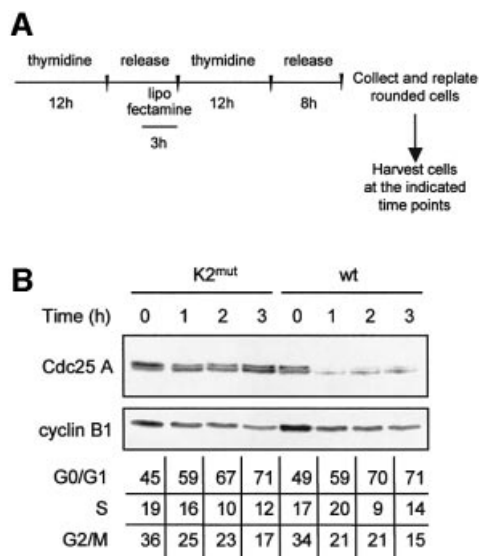 A
thymidine release thymidine release
12h lipo fectamine 12h 8h
3h
Collect and replate
rounded cells
Harvest cells
at the indicated
time points
B
K2mut wt
Time (h) 0 1 2 3 0 1 2 3
Cdc25 A
cyclin B1
G0/G1 45 59 67 71 49 59 70 71
S 19 16 10 12 17 20 9 14
G2/M 36 25 23 17 34 21 21 15